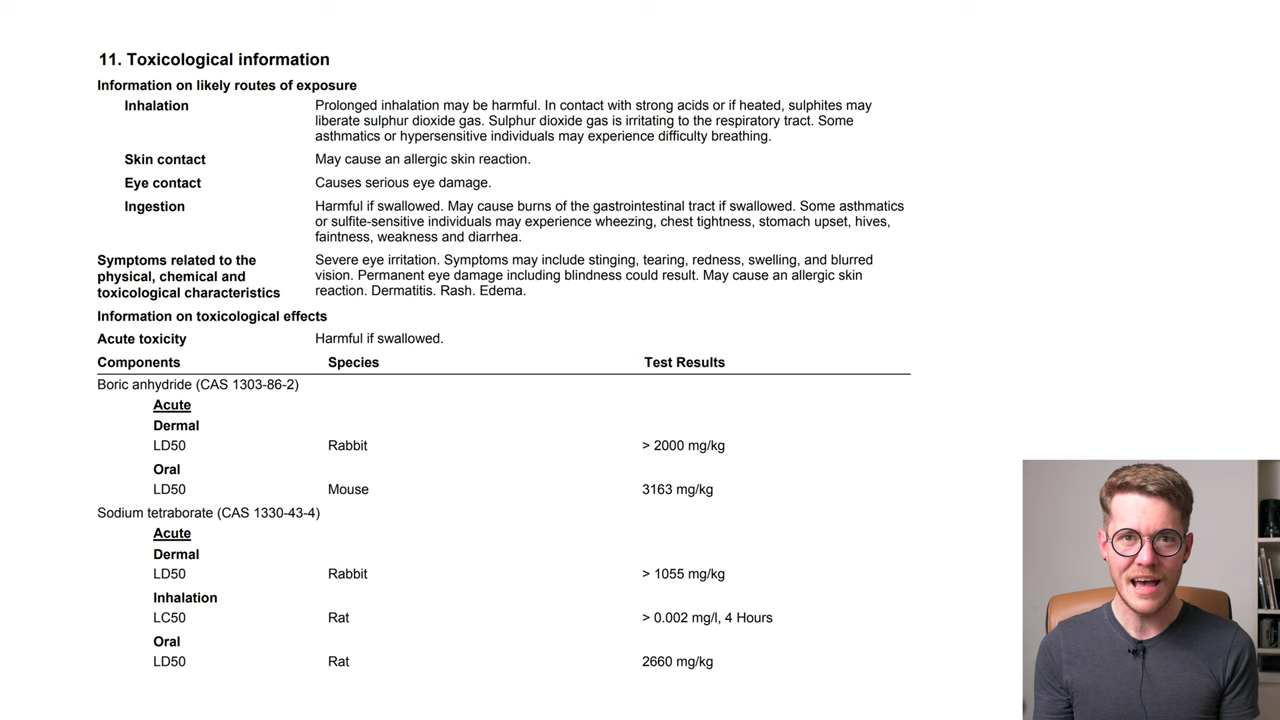 11. Toxicological information
Information on likely routes of exposure
Inhalation Prolonged inhalation may be harmful. In contact with strong acids or if heated, sulphites may
liberate sulphur dioxide gas. Sulphur dioxide gas is irritating to the respiratory tract. Some
asthmatics or hypersensitive individuals may experience difficulty breathing.
Skin contact May cause an allergic skin reaction.
Eye contact Causes serious eye damage.
Ingestion Harmful if swallowed. May cause burns of the gastrointestinal tract if swallowed. Some asthmatics
or sulfite-sensitive individuals may experience wheezing, chest tightness, stomach upset, hives,
faintness, weakness and diarrhea.
Symptoms related to the Severe eye irritation. Symptoms may include stinging, tearing, redness, swelling, and blurred
physical, chemical and vision. Permanent eye damage including blindness could result. May cause an allergic skin
toxicological characteristics reaction. Dermatitis. Rash. Edema.
Information on toxicological effects
Acute toxicity Harmful if swallowed.
Components Species Test Results
Boric anhydride (CAS 1303-86-2)
Acute
Dermal
LD50 Rabbit > 2000 mg/kg
Oral
LD50 Mouse 3163 mg/kg
Sodium tetraborate (CAS 1330-43-4)
Acute
Dermal
LD50 Rabbit > 1055 mg/kg
Inhalation
LC50 Rat > 0.002 mg/l, 4 Hours
Oral
LD50 Rat 2660 mg/kg